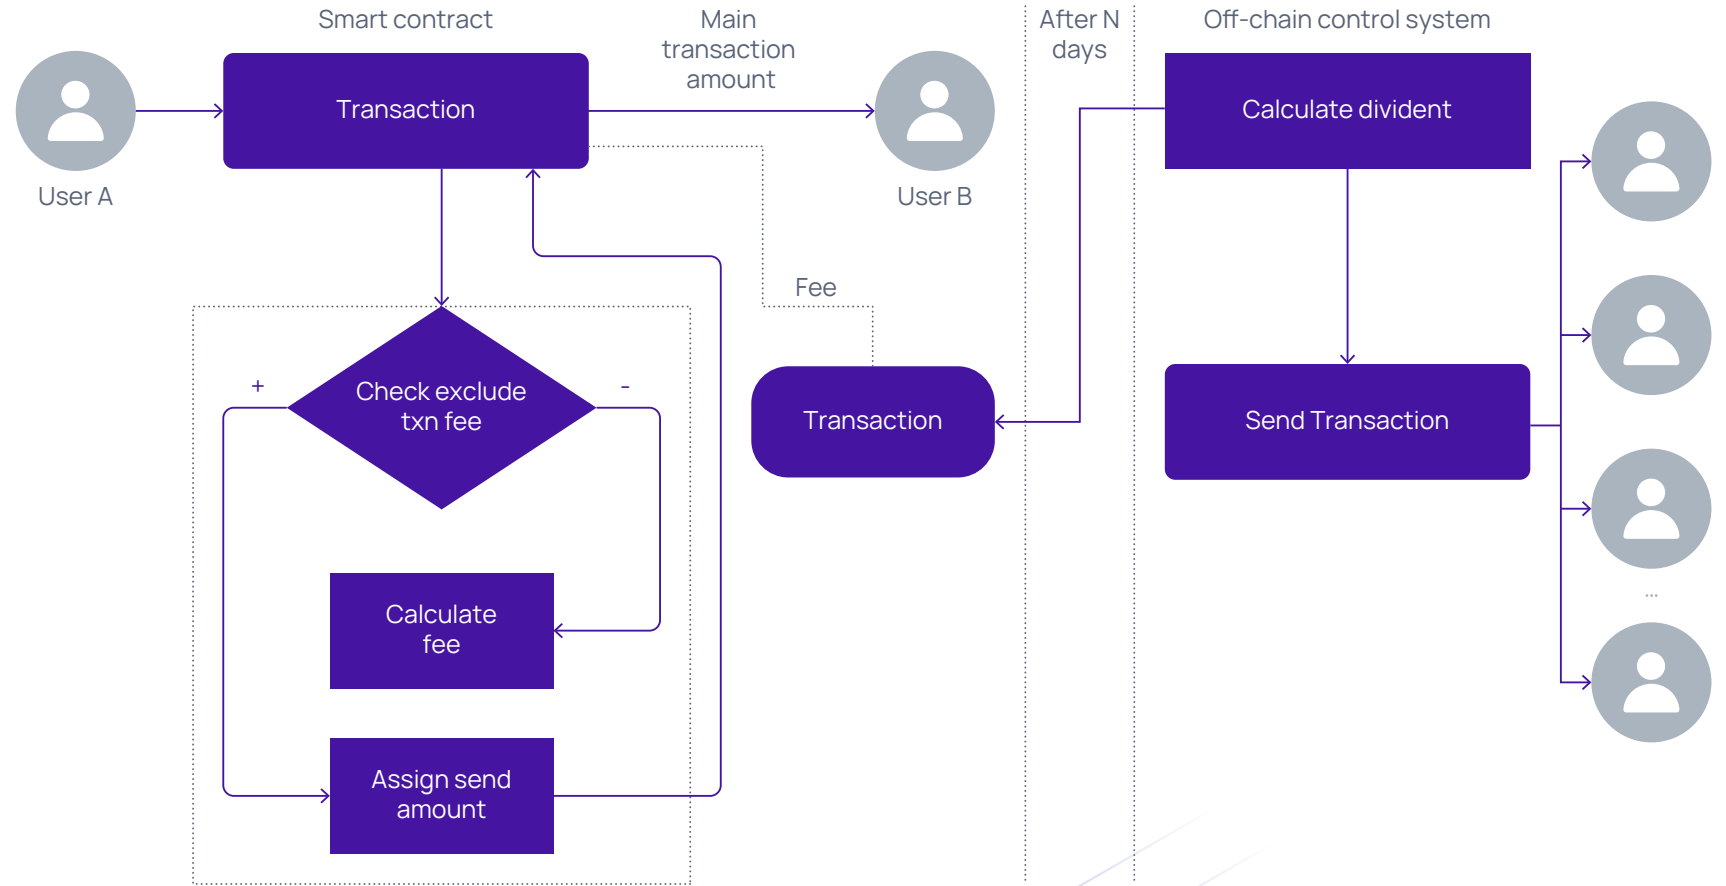 Smart contract
Main
transaction
amount
After N
days
Off-chain control system
Transaction
Calculate divident
User A
User B
Fee
+
-
Check exclude
txn fee
Transaction
Send Transaction
Calculate
fee
...
Assign send
amount